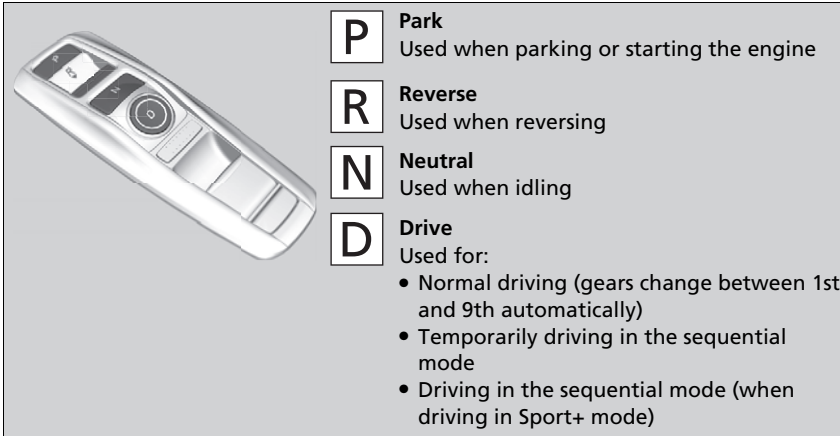 P
Park
Used when parking or starting the engine
R
Reverse
Used when reversing
N
Neutral
Used when idling
D
Drive
Used for:
● Normal driving (gears change between 1st
and 9th automatically)
● Temporarily driving in the sequential
mode
● Driving in the sequential mode (when
driving in Sport+ mode)
P
N
D